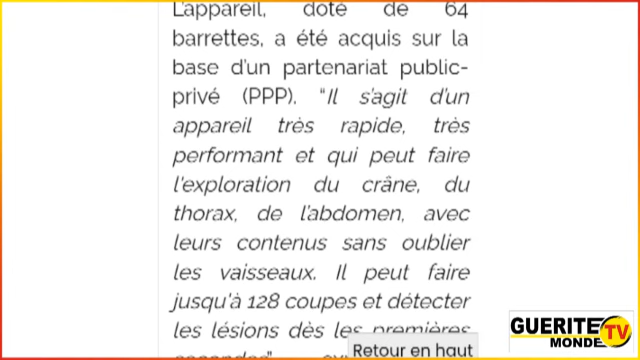 L'appareil, doté de 64
barrettes, a été acquis sur la
base d'un partenariat public-
privé (PPP). "Il s'agit d'un
appareil très rapide, très
performant et qui peut faire
l'exploration du crâne, du
thorax, de l'abdomen, avec
leurs contenus sans oublier
les vaisseaux. Il peut faire
jusqu'à 128 coupes et détecter
les lésions dès les premières
Retour en haut
GUERITE
MONDE
TV